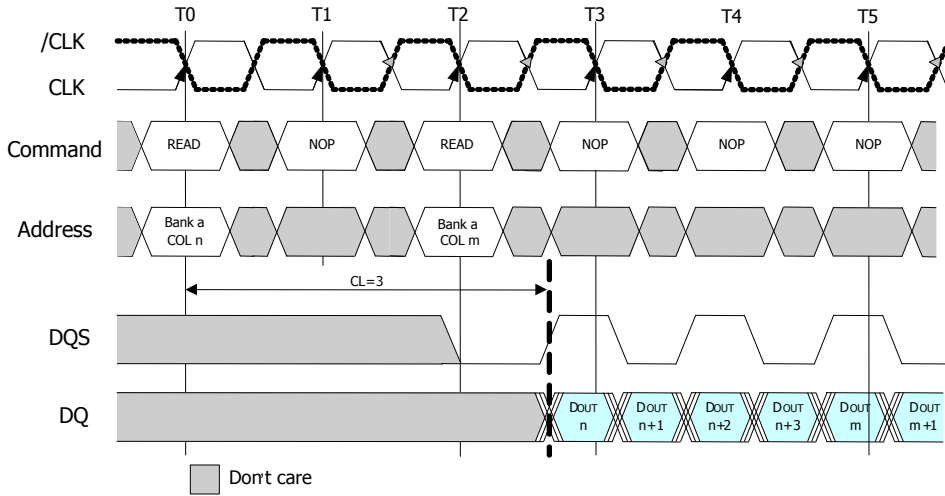 T0 T1 T2 T3 T4 T5
/CLK
CLK
Command READ NOP READ NOP NOP NOP
Address
Bank a
COL n
Bank a
COL m
CL=3
DQS
DQ
DOUT
n
DOUT
n+1
DOUT
n+2
DOUT
n+3
DOUT
m
DOUT
m+1
Don't care